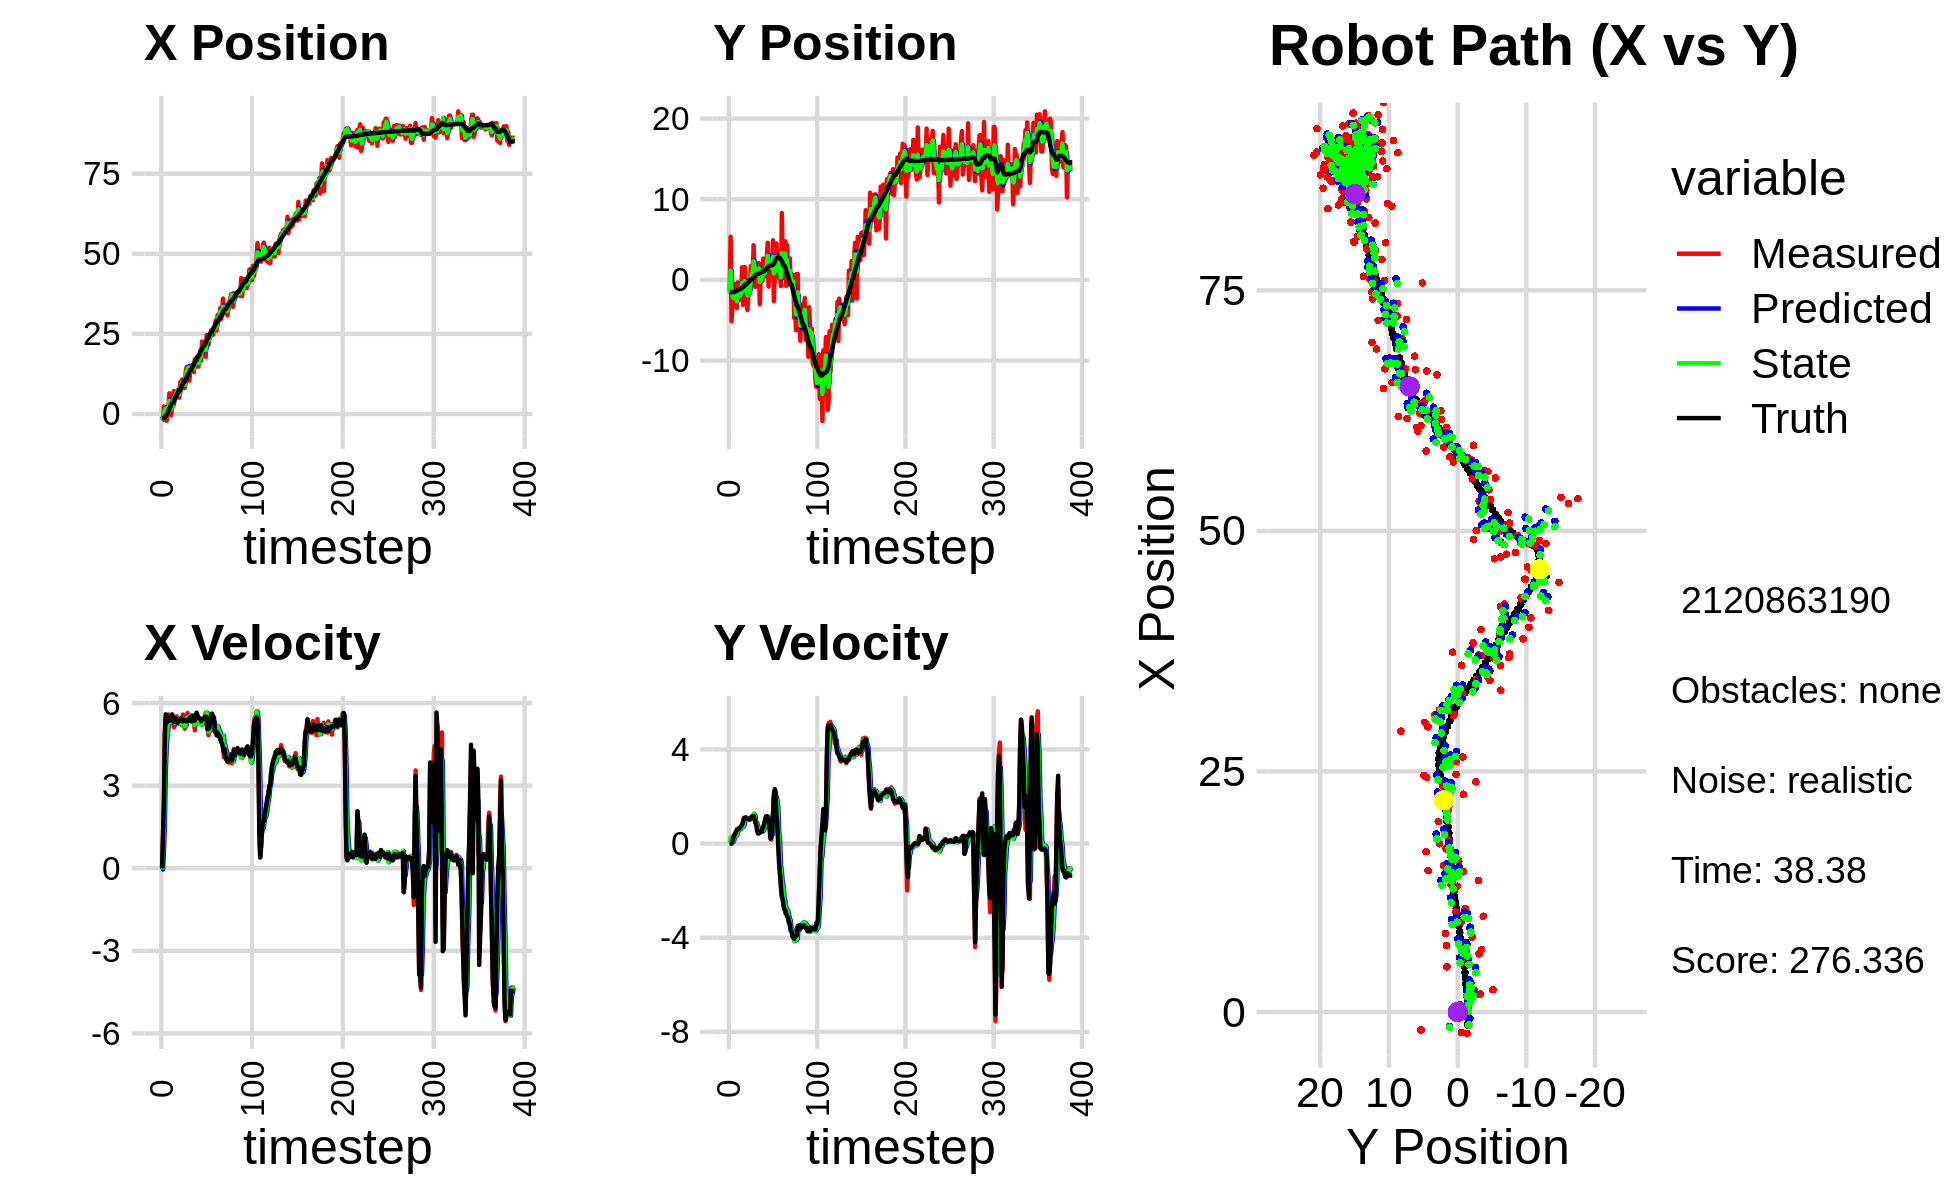 X Position
75
50
25
0
0
100
200
300
400
timestep
Y Position
20
10
0
-10
0
100
200
300
400
timestep
X Velocity
6
3
0
-3
-6
0
100
200
300
400
timestep
Y Velocity
4
0
-4
-8
0
100
200
300
400
timestep
Robot Path (X vs Y)
X Position
75
50
25
0
20 10 0 -10 -20
Y Position
variable
Measured
Predicted
State
Truth
2120863190
Obstacles: none
Noise: realistic
Time: 38.38
Score: 276.336